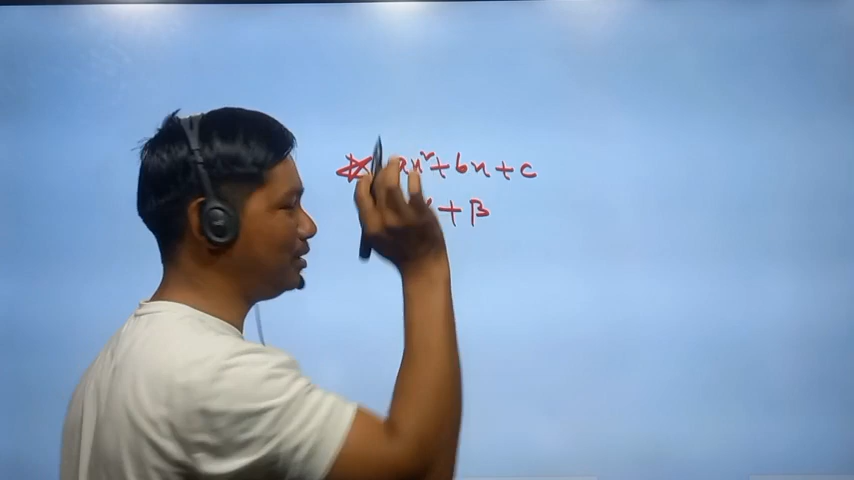 ax²+bx+c
+ β